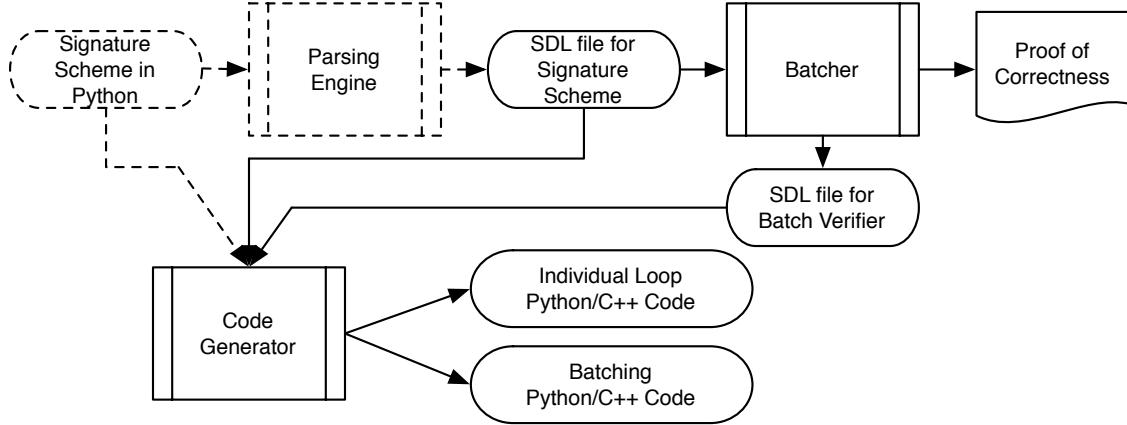 Signature
Scheme in
Python
Parsing
Engine
SDL file for
Signature
Scheme
Batcher
Proof of
Correctness
SDL file for
Batch Verifier
Code
Generator
Individual Loop
Python/C++ Code
Batching
Python/C++ Code